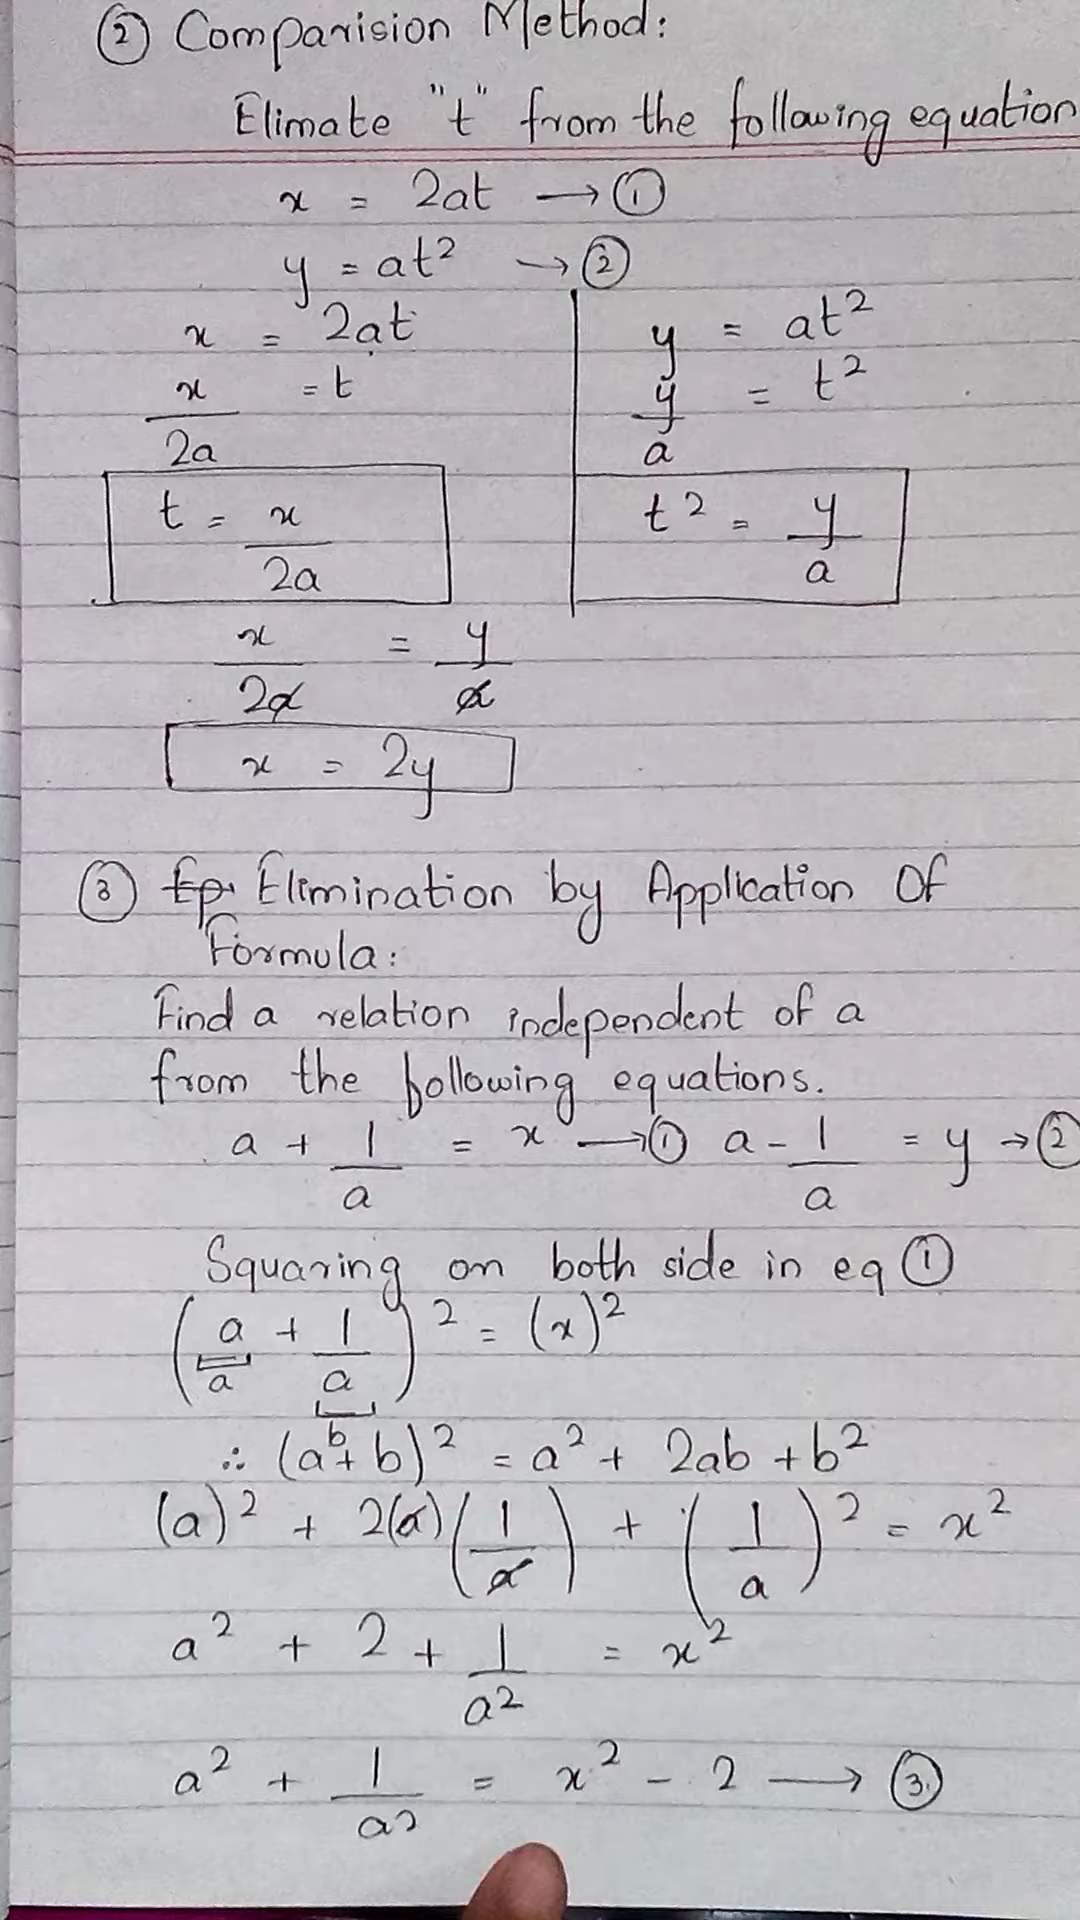 ② Comparision Method:
Elimate "t" from the following equation
x = 2at → ①
y = at² → ②
x = 2at
x/2a = t
t = x/2a
y = at²
y/a = t²
t² = y/a
x/2a = y/a
x = 2y
③ Ep Elimination by Application Of
Formula:
Find a relation independent of a
from the following equations.
a + 1/a = x → ① a - 1/a = y → ②
Squaring on both side in eq ①
(a + 1/a)² = (x)²
a b
∴ (a + b)² = a² + 2ab + b²
(a)² + 2(a)(1/a) + (1/a)² = x²
a² + 2 + 1/a² = x²
a² + 1/a² = x² - 2 → ③